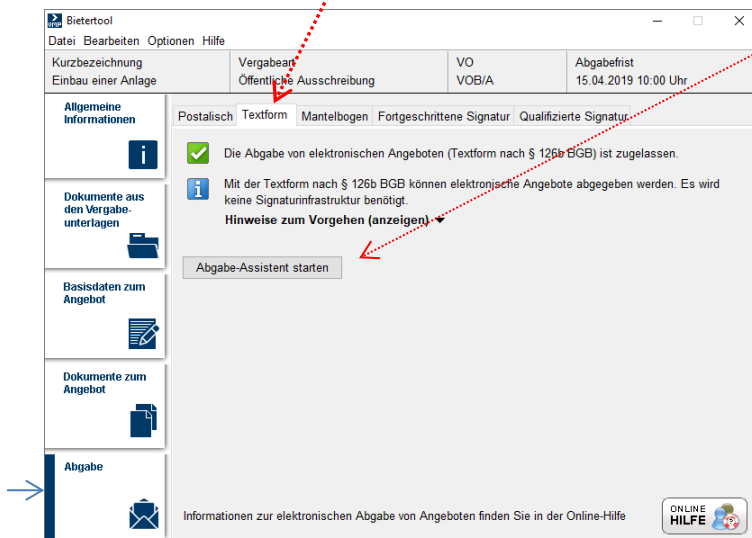 Bietertool
Datei Bearbeiten Optionen Hilfe
Kurzbezeichnung
Einbau einer Anlage
Vergabeart
Öffentliche Ausschreibung
VO
VOB/A
Abgabefrist
15.04.2019 10:00 Uhr
Allgemeine
Informationen
Dokumente aus
den Vergabe-
unterlagen
Basisdaten zum
Angebot
Dokumente zum
Angebot
Abgabe
Postalisch Textform Mantelbogen Fortgeschrittene Signatur Qualifizierte Signatur
Die Abgabe von elektronischen Angeboten (Textform nach § 126b BGB) ist zugelassen.
Mit der Textform nach § 126b BGB können elektronische Angebote abgegeben werden. Es wird
keine Signaturinfrastruktur benötigt.
Hinweise zum Vorgehen (anzeigen)
Abgabe-Assistent starten
Informationen zur elektronischen Abgabe von Angeboten finden Sie in der Online-Hilfe
ONLINE
HILFE